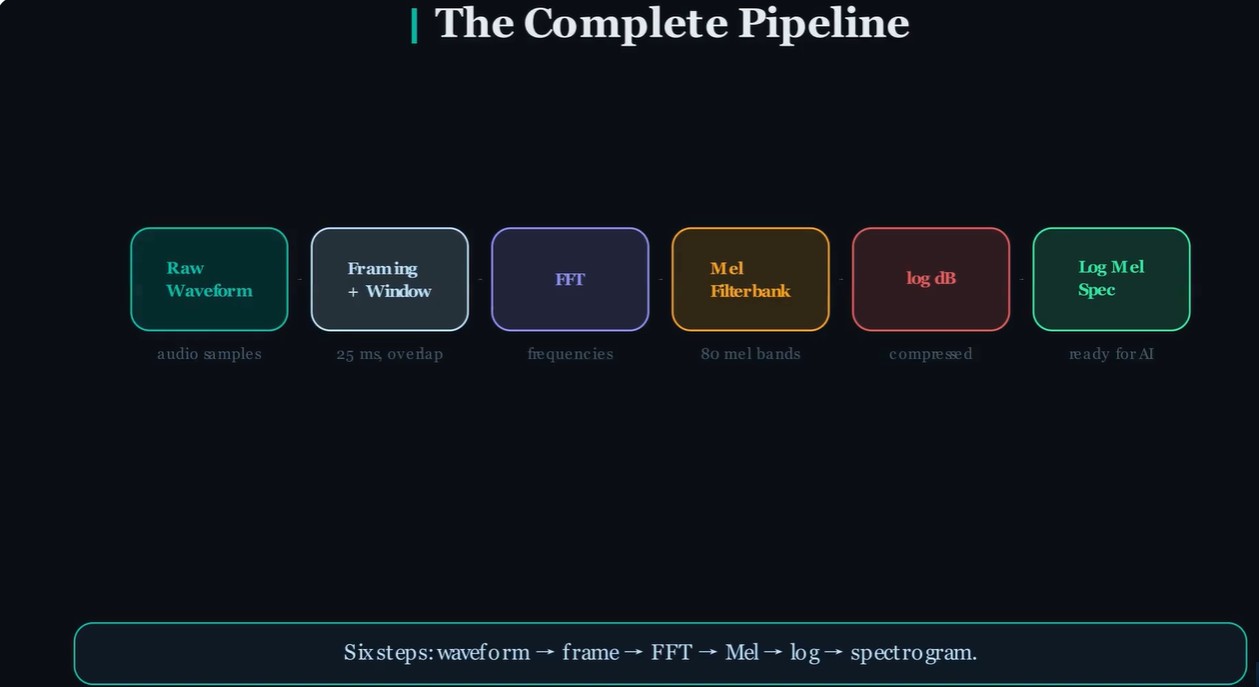 The Complete Pipeline
Raw
Waveform
Framing
+ Window
FFT
Mel
Filterbank
log dB
Log Mel
Spec
audio samples
25 ms, overlap
frequencies
80 mel bands
compressed
ready for AI
Six steps: waveform → frame → FFT → Mel → log → spectrogram.